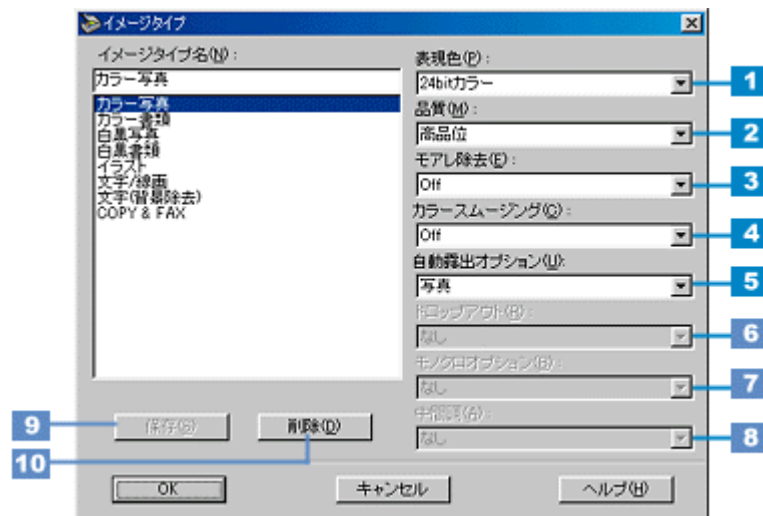 イメージタイプ
イメージタイプ名(N):
カラー写真
カラー写真
カラー書類
白黒写真
白黒書類
イラスト
文字/線画
文字(背景除去)
COPY & FAX
表現色(P):
24bitカラー
1
品質(M):
高品位
2
モアレ除去(E):
Off
3
カラースムージング(C):
Off
4
自動露出オプション(U):
写真
5
ドロップアウト(R):
なし
6
モノクロオプション(B):
なし
7
中間調(A):
なし
8
9
保存(S)
削除(D)
10
OK
キャンセル
ヘルプ(H)